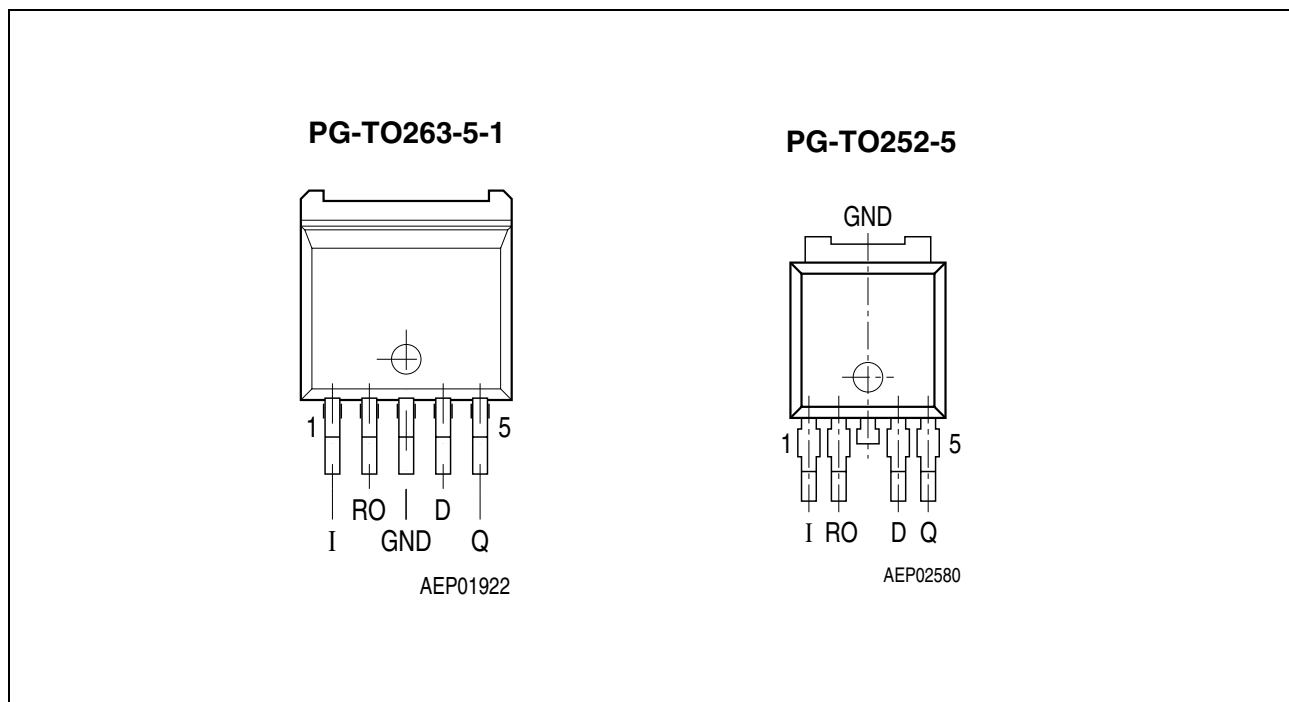 PG-TO263-5-1
1 5
RO D
I GND Q
AEP01922
PG-TO252-5
GND
1 5
I RO D Q
AEP02580